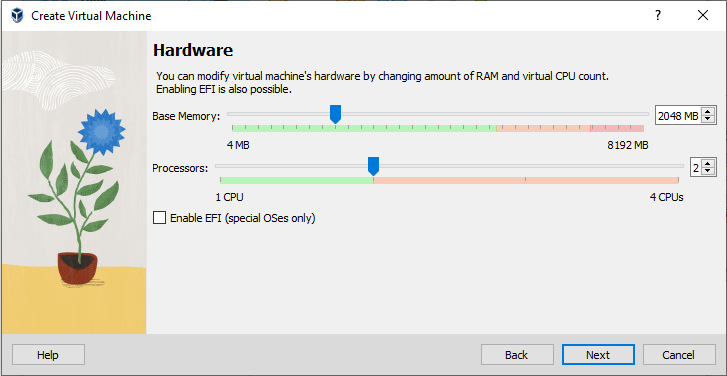 Create Virtual Machine
?
Hardware
You can modify virtual machine's hardware by changing amount of RAM and virtual CPU count.
Enabling EFI is also possible.
Base Memory: 2048 MB
4 MB 8192 MB
Processors: 2
1 CPU 4 CPUs
Enable EFI (special OSes only)
Help Back Next Cancel